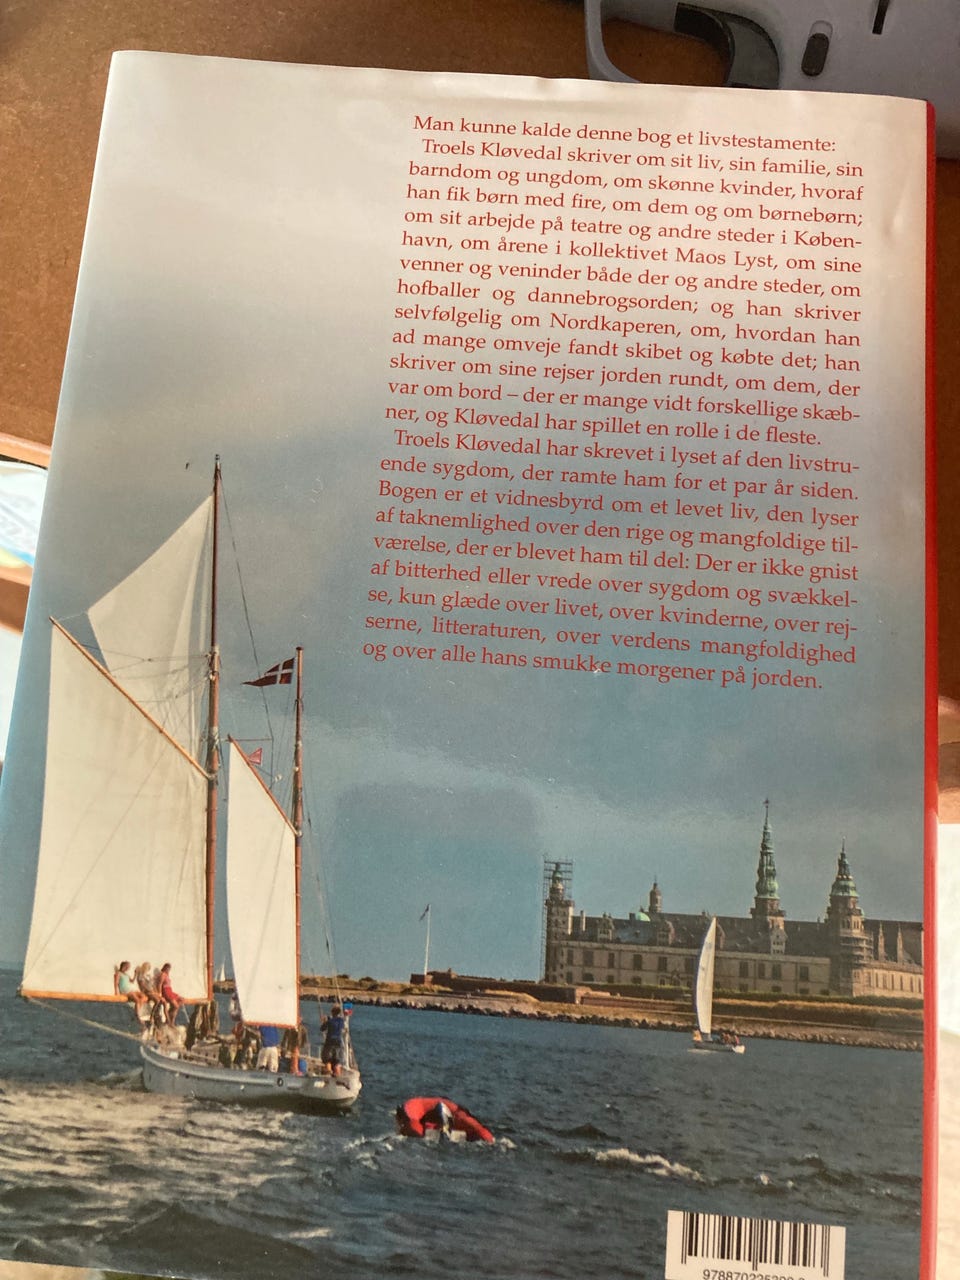 Man kunne kalde denne bog et livstestamente:
Troels Kløvedal skriver om sit liv, sin familie, sin
barndom og ungdom, om skønne kvinder, hvoraf
han fik børn med fire, om dem og om børnebørn;
om sit arbejde på teatre og andre steder i Køben-
havn, om årene i kollektivet Maos Lyst, om sine
venner og veninder både der og andre steder, om
hofballer og dannebrogsorden; og han skriver
selvfølgelig om Nordkaperen, om, hvordan han
ad mange omveje fandt skibet og købte det; han
skriver om sine rejser jorden rundt, om dem, der
var om bord – der er mange vidt forskellige skæb-
ner, og Kløvedal har spillet en rolle i de fleste.
Troels Kløvedal har skrevet i lyset af den livstru-
ende sygdom, der ramte ham for et par år siden.
Bogen er et vidnesbyrd om et levet liv, den lyser
af taknemlighed over den rige og mangfoldige til-
værelse, der er blevet ham til del: Der er ikke gnist
af bitterhed eller vrede over sygdom og svækkel-
se, kun glæde over livet, over kvinderne, over rej-
serne, litteraturen, over verdens mangfoldighed
og over alle hans smukke morgener på jorden.